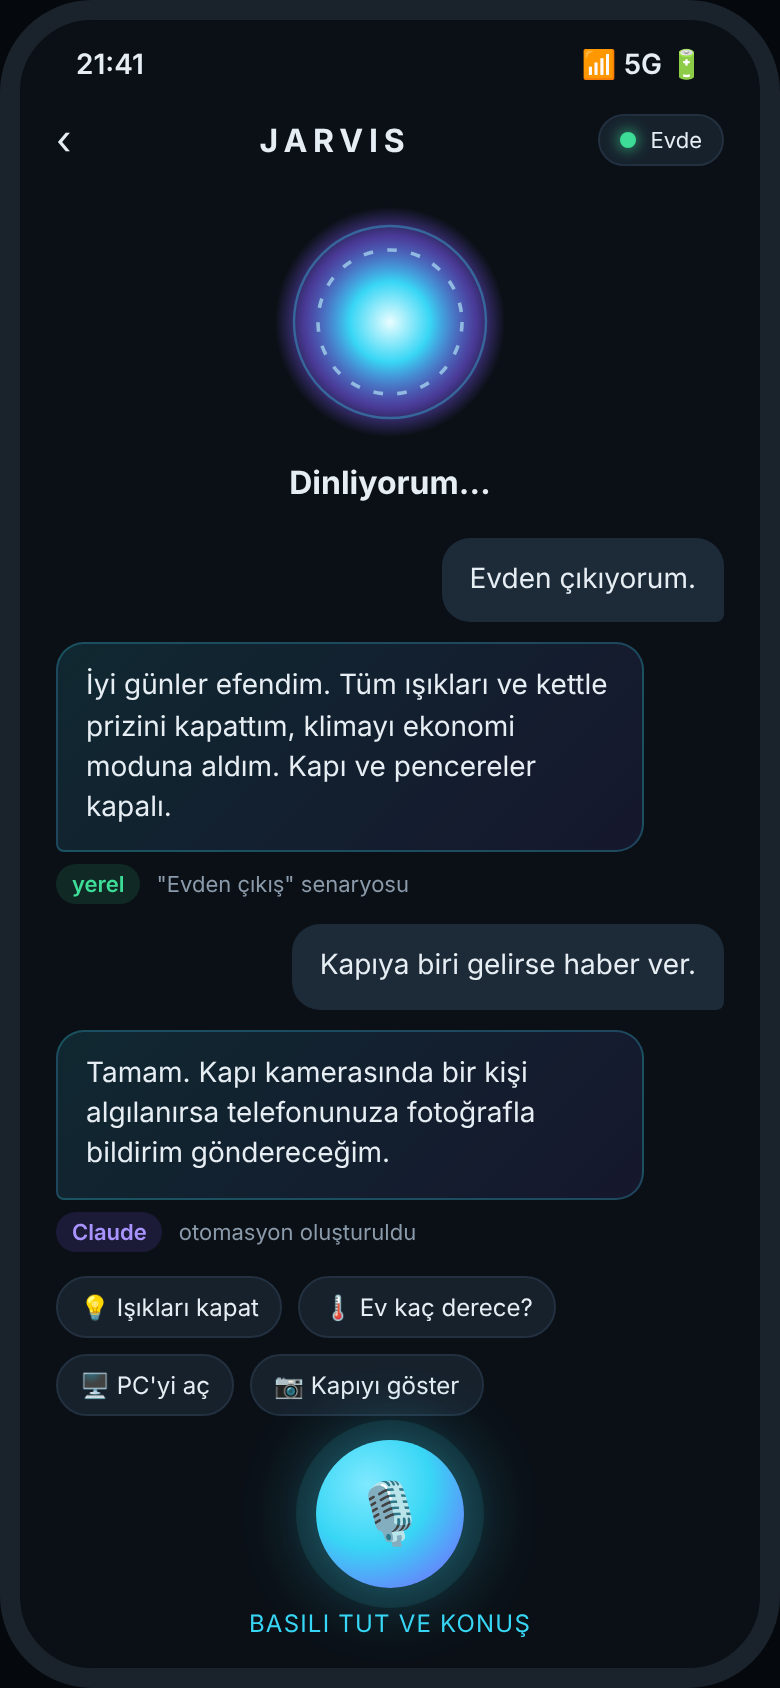 21:41 5G
JARVIS Evde
Dinliyorum...
Evden çıkıyorum.
İyi günler efendim. Tüm ışıkları ve kettle
prizini kapattım, klimayı ekonomi
moduna aldım. Kapı ve pencereler
kapalı.
yerel "Evden çıkış" senaryosu
Kapıya biri gelirse haber ver.
Tamam. Kapı kamerasında bir kişi
algılanırsa telefonunuza fotoğrafla
bildirim göndereceğim.
Claude otomasyon oluşturuldu
Işıkları kapat Ev kaç derece?
PC'yi aç Kapıyı göster
BASILI TUT VE KONUŞ